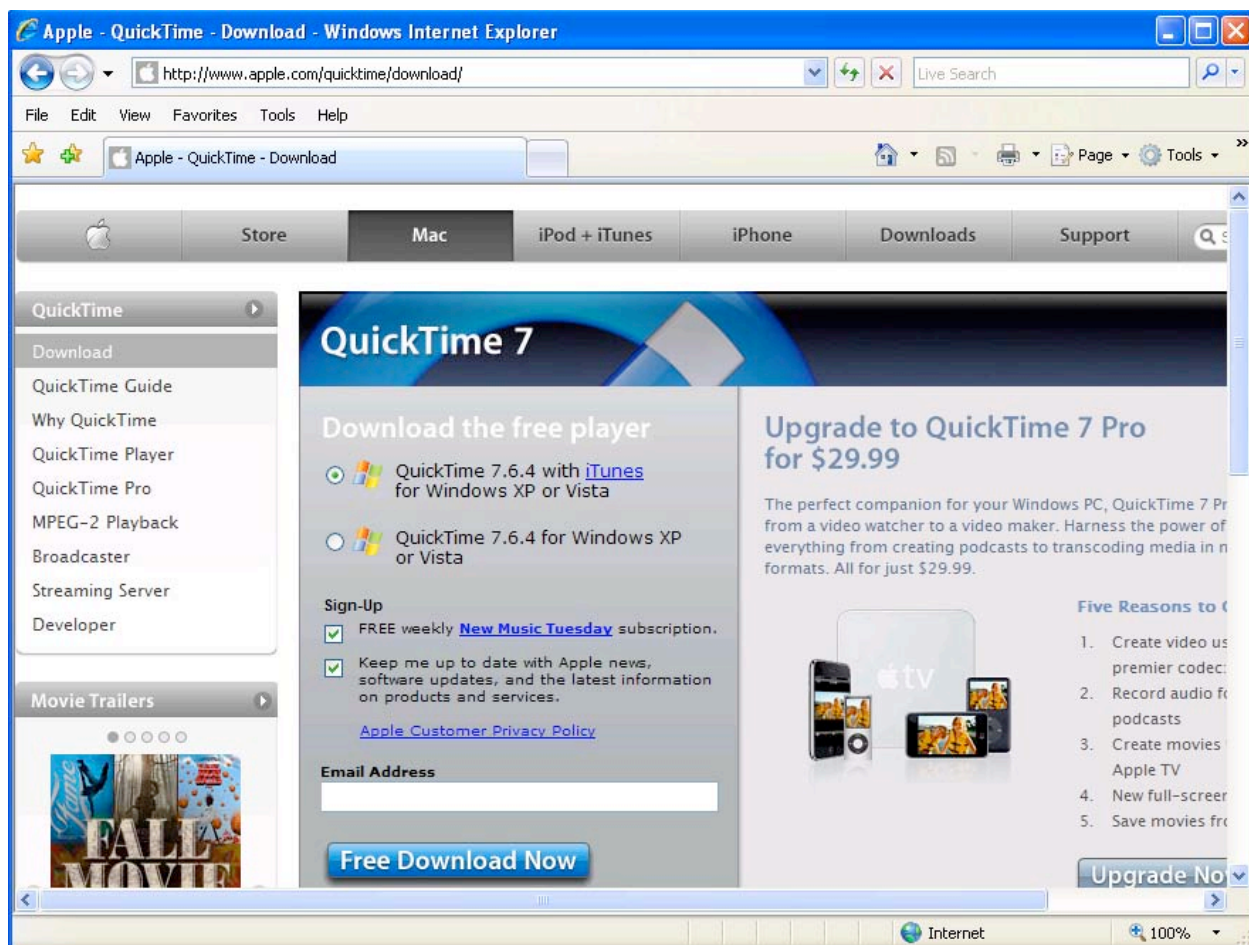 Apple - QuickTime - Download - Windows Internet Explorer
http://www.apple.com/quicktime/download/
Live Search
File Edit View Favorites Tools Help
Apple - QuickTime - Download
Page Tools »
Store Mac iPod + iTunes iPhone Downloads Support
QuickTime
Download
QuickTime Guide
Why QuickTime
QuickTime Player
QuickTime Pro
MPEG-2 Playback
Broadcaster
Streaming Server
Developer
Movie Trailers
Fame
FALL
MOVIE
QuickTime 7
Download the free player
QuickTime 7.6.4 with iTunes
for Windows XP or Vista
QuickTime 7.6.4 for Windows XP
or Vista
Sign-Up
FREE weekly New Music Tuesday subscription.
Keep me up to date with Apple news,
software updates, and the latest information
on products and services.
Apple Customer Privacy Policy
Email Address
Free Download Now
Upgrade to QuickTime 7 Pro
for $29.99
The perfect companion for your Windows PC, QuickTime 7 Pr
from a video watcher to a video maker. Harness the power of
everything from creating podcasts to transcoding media in
formats. All for just $29.99.
tv
Five Reasons to
1. Create video us
premier codec:
2. Record audio fo
podcasts
3. Create movies
Apple TV
4. New full-screen
5. Save movies fro
Upgrade No
Internet
100%